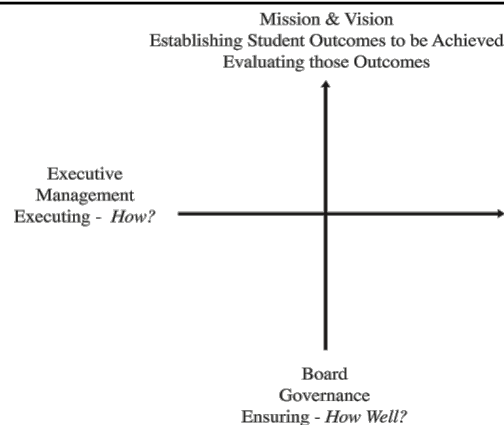 Mission & Vision
Establishing Student Outcomes to be Achieved
Evaluating those Outcomes
Executive
Management
Executing - How?
Board
Governance
Ensuring - How Well?